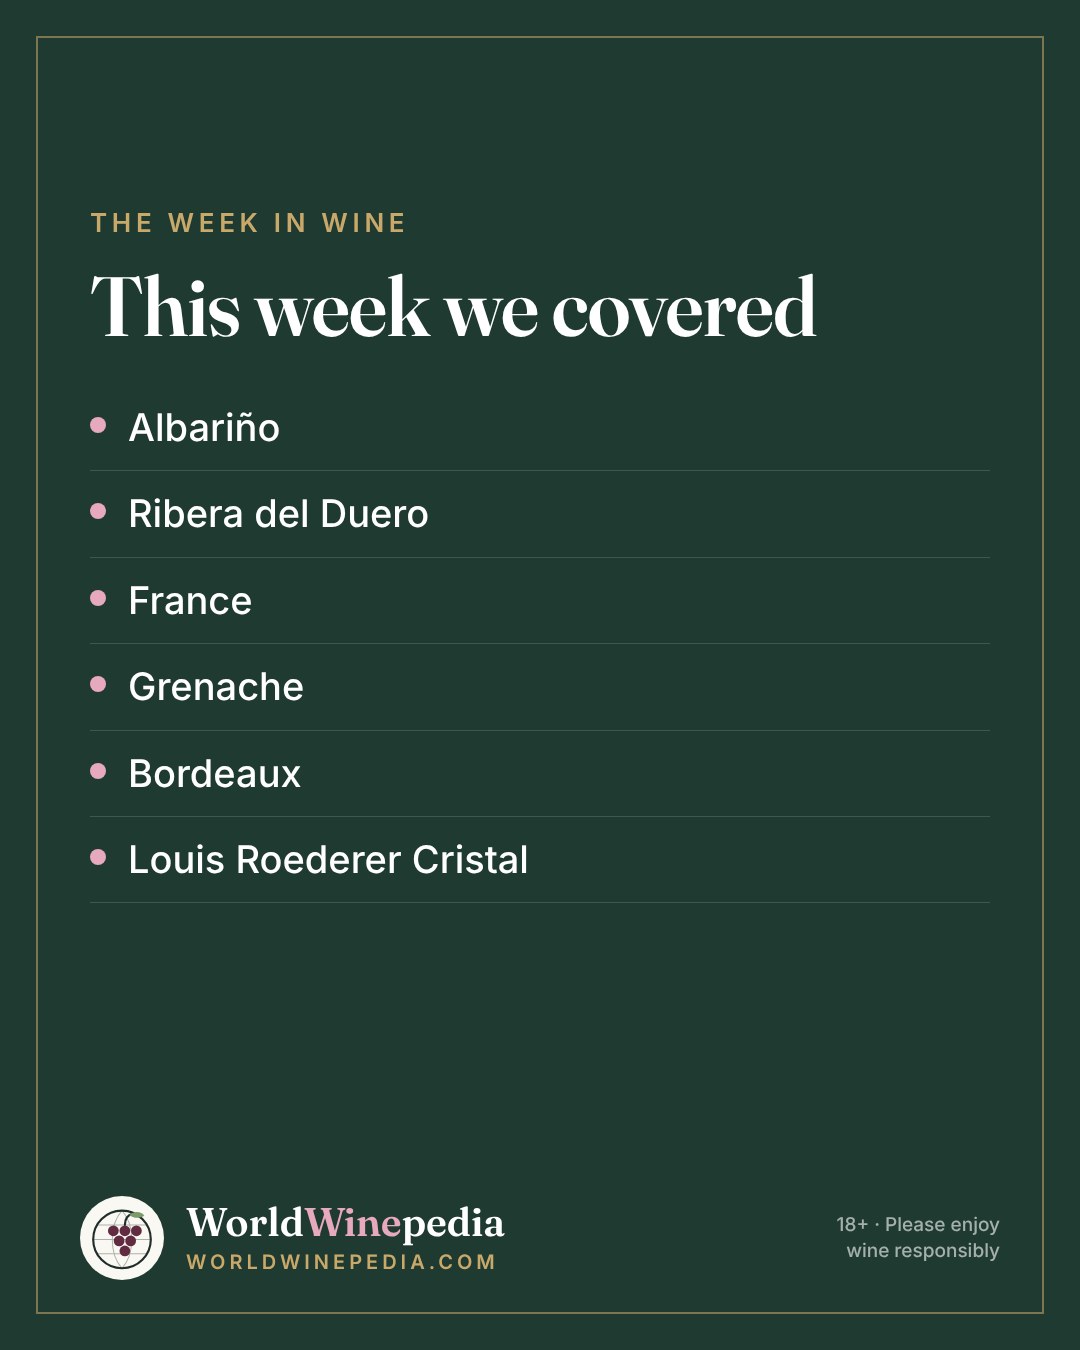 THE WEEK IN WINE
This week we covered
Albariño
Ribera del Duero
France
Grenache
Bordeaux
Louis Roederer Cristal
WorldWinepedia
WORLDWINEPEDIA.COM
18+ · Please enjoy
wine responsibly